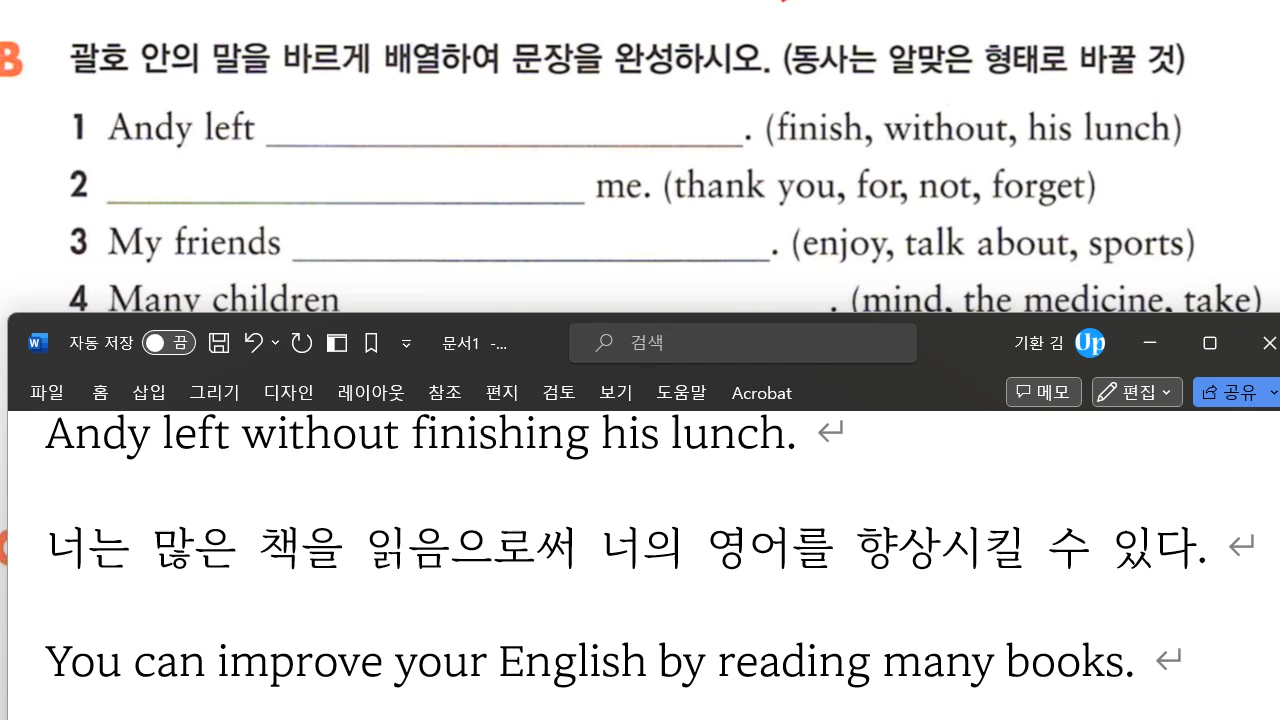 B 괄호 안의 말을 바르게 배열하여 문장을 완성하시오. (동사는 알맞은 형태로 바꿀 것)
1 Andy left ____. (finish, without, his lunch)
2 ____ me. (thank you, for, not, forget)
3 My friends ____. (enjoy, talk about, sports)
4 Many children ____. (mind, the medicine, take)
자동 저장 끔 문서1 -... 검색 기환 김 Up
파일 홈 삽입 그리기 디자인 레이아웃 참조 편지 검토 보기 도움말 Acrobat 메모 편집 공유
Andy left without finishing his lunch.
너는 많은 책을 읽음으로써 너의 영어를 향상시킬 수 있다.
You can improve your English by reading many books.